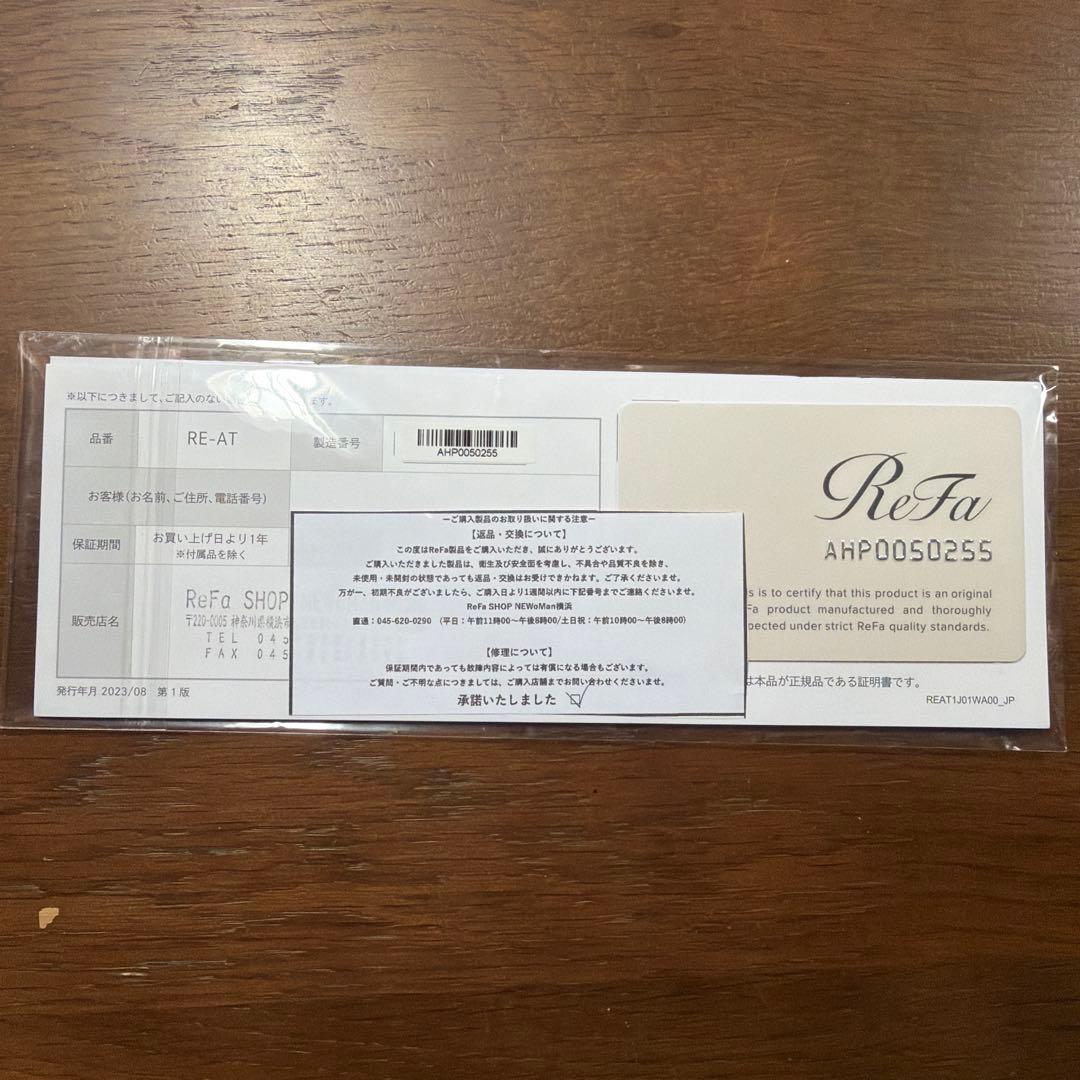 ※以下につきまして、ご記入のない ます。
品番 RE-AT 製造番号 AHP0050255
お客様(お名前、ご住所、電話番号)
保証期間 お買い上げ日より1年
※付属品を除く
販売店名 ReFa SHOP
〒220-0005 神奈川県横浜市
TEL 045
FAX 045
発行年月 2023/08 第1版
ーご購入製品のお取り扱いに関する注意ー
【返品・交換について】
この度はReFa製品をご購入いただき、誠にありがとうございます。
ご購入いただきました製品は、衛生及び安全面を考慮し、不具合や品質不良を除き、
未使用・未開封の状態であっても返品・交換はお受けできかねます。ご了承くださいませ。
万が一、初期不良がございましたら、ご購入日より1週間以内に下記番号までご連絡くださいませ。
ReFa SHOP NEWoMan横浜
直通：045-620-0290 （平日：午前11時00〜午後8時00/土日祝：午前10時00〜午後8時00）
【修理について】
保証期間内であっても故障内容によっては有償になる場合もございます。
ご質問・ご不明な点につきましては、ご購入店舗までお問い合わせくださいませ。
承諾いたしました ☑
ReFa
AHP0050255
s is to certify that this product is an original
Fa product manufactured and thoroughly
pected under strict ReFa quality standards.
は本品が正規品である証明書です。
REAT1J01WA00_JP